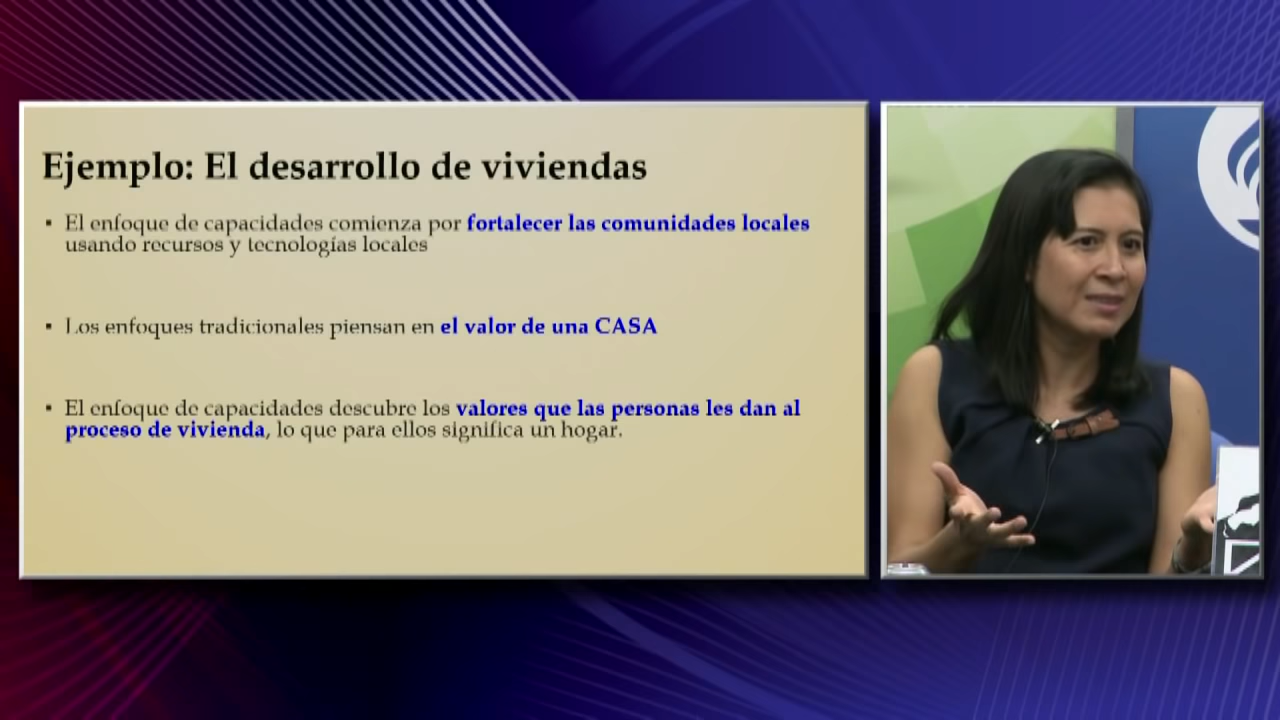 Ejemplo: El desarrollo de viviendas
▪ El enfoque de capacidades comienza por fortalecer las comunidades locales
usando recursos y tecnologías locales
▪ Los enfoques tradicionales piensan en el valor de una CASA
▪ El enfoque de capacidades descubre los valores que las personas les dan al
proceso de vivienda, lo que para ellos significa un hogar.